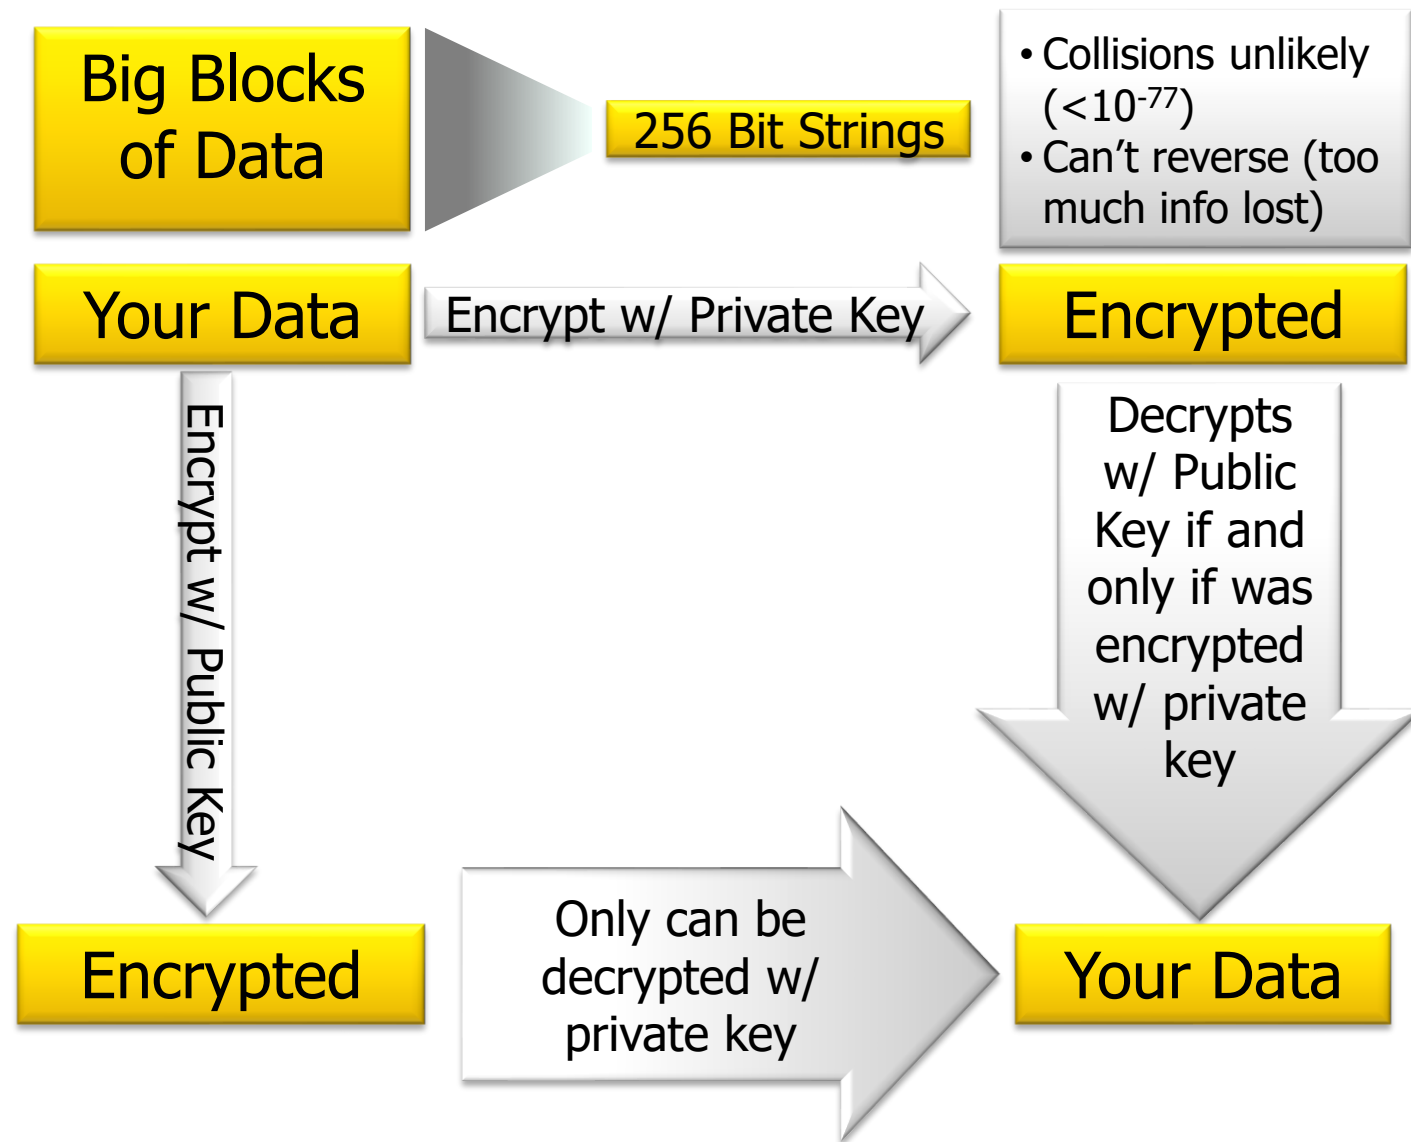 Big Blocks
of Data
256 Bit Strings
• Collisions unlikely
(<10⁻⁷⁷)
• Can’t reverse (too
much info lost)
Your Data
Encrypt w/ Private Key
Encrypted
Encrypt w/ Public Key
Decrypts
w/ Public
Key if and
only if was
encrypted
w/ private
key
Encrypted
Only can be
decrypted w/
private key
Your Data